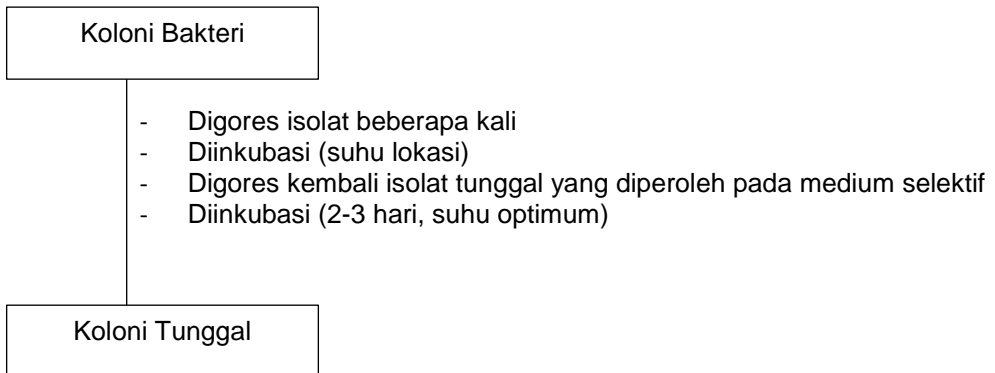 Koloni Bakteri
- Digores isolat beberapa kali
- Diinkubasi (suhu lokasi)
- Digores kembali isolat tunggal yang diperoleh pada medium selektif
- Diinkubasi (2-3 hari, suhu optimum)
Koloni Tunggal